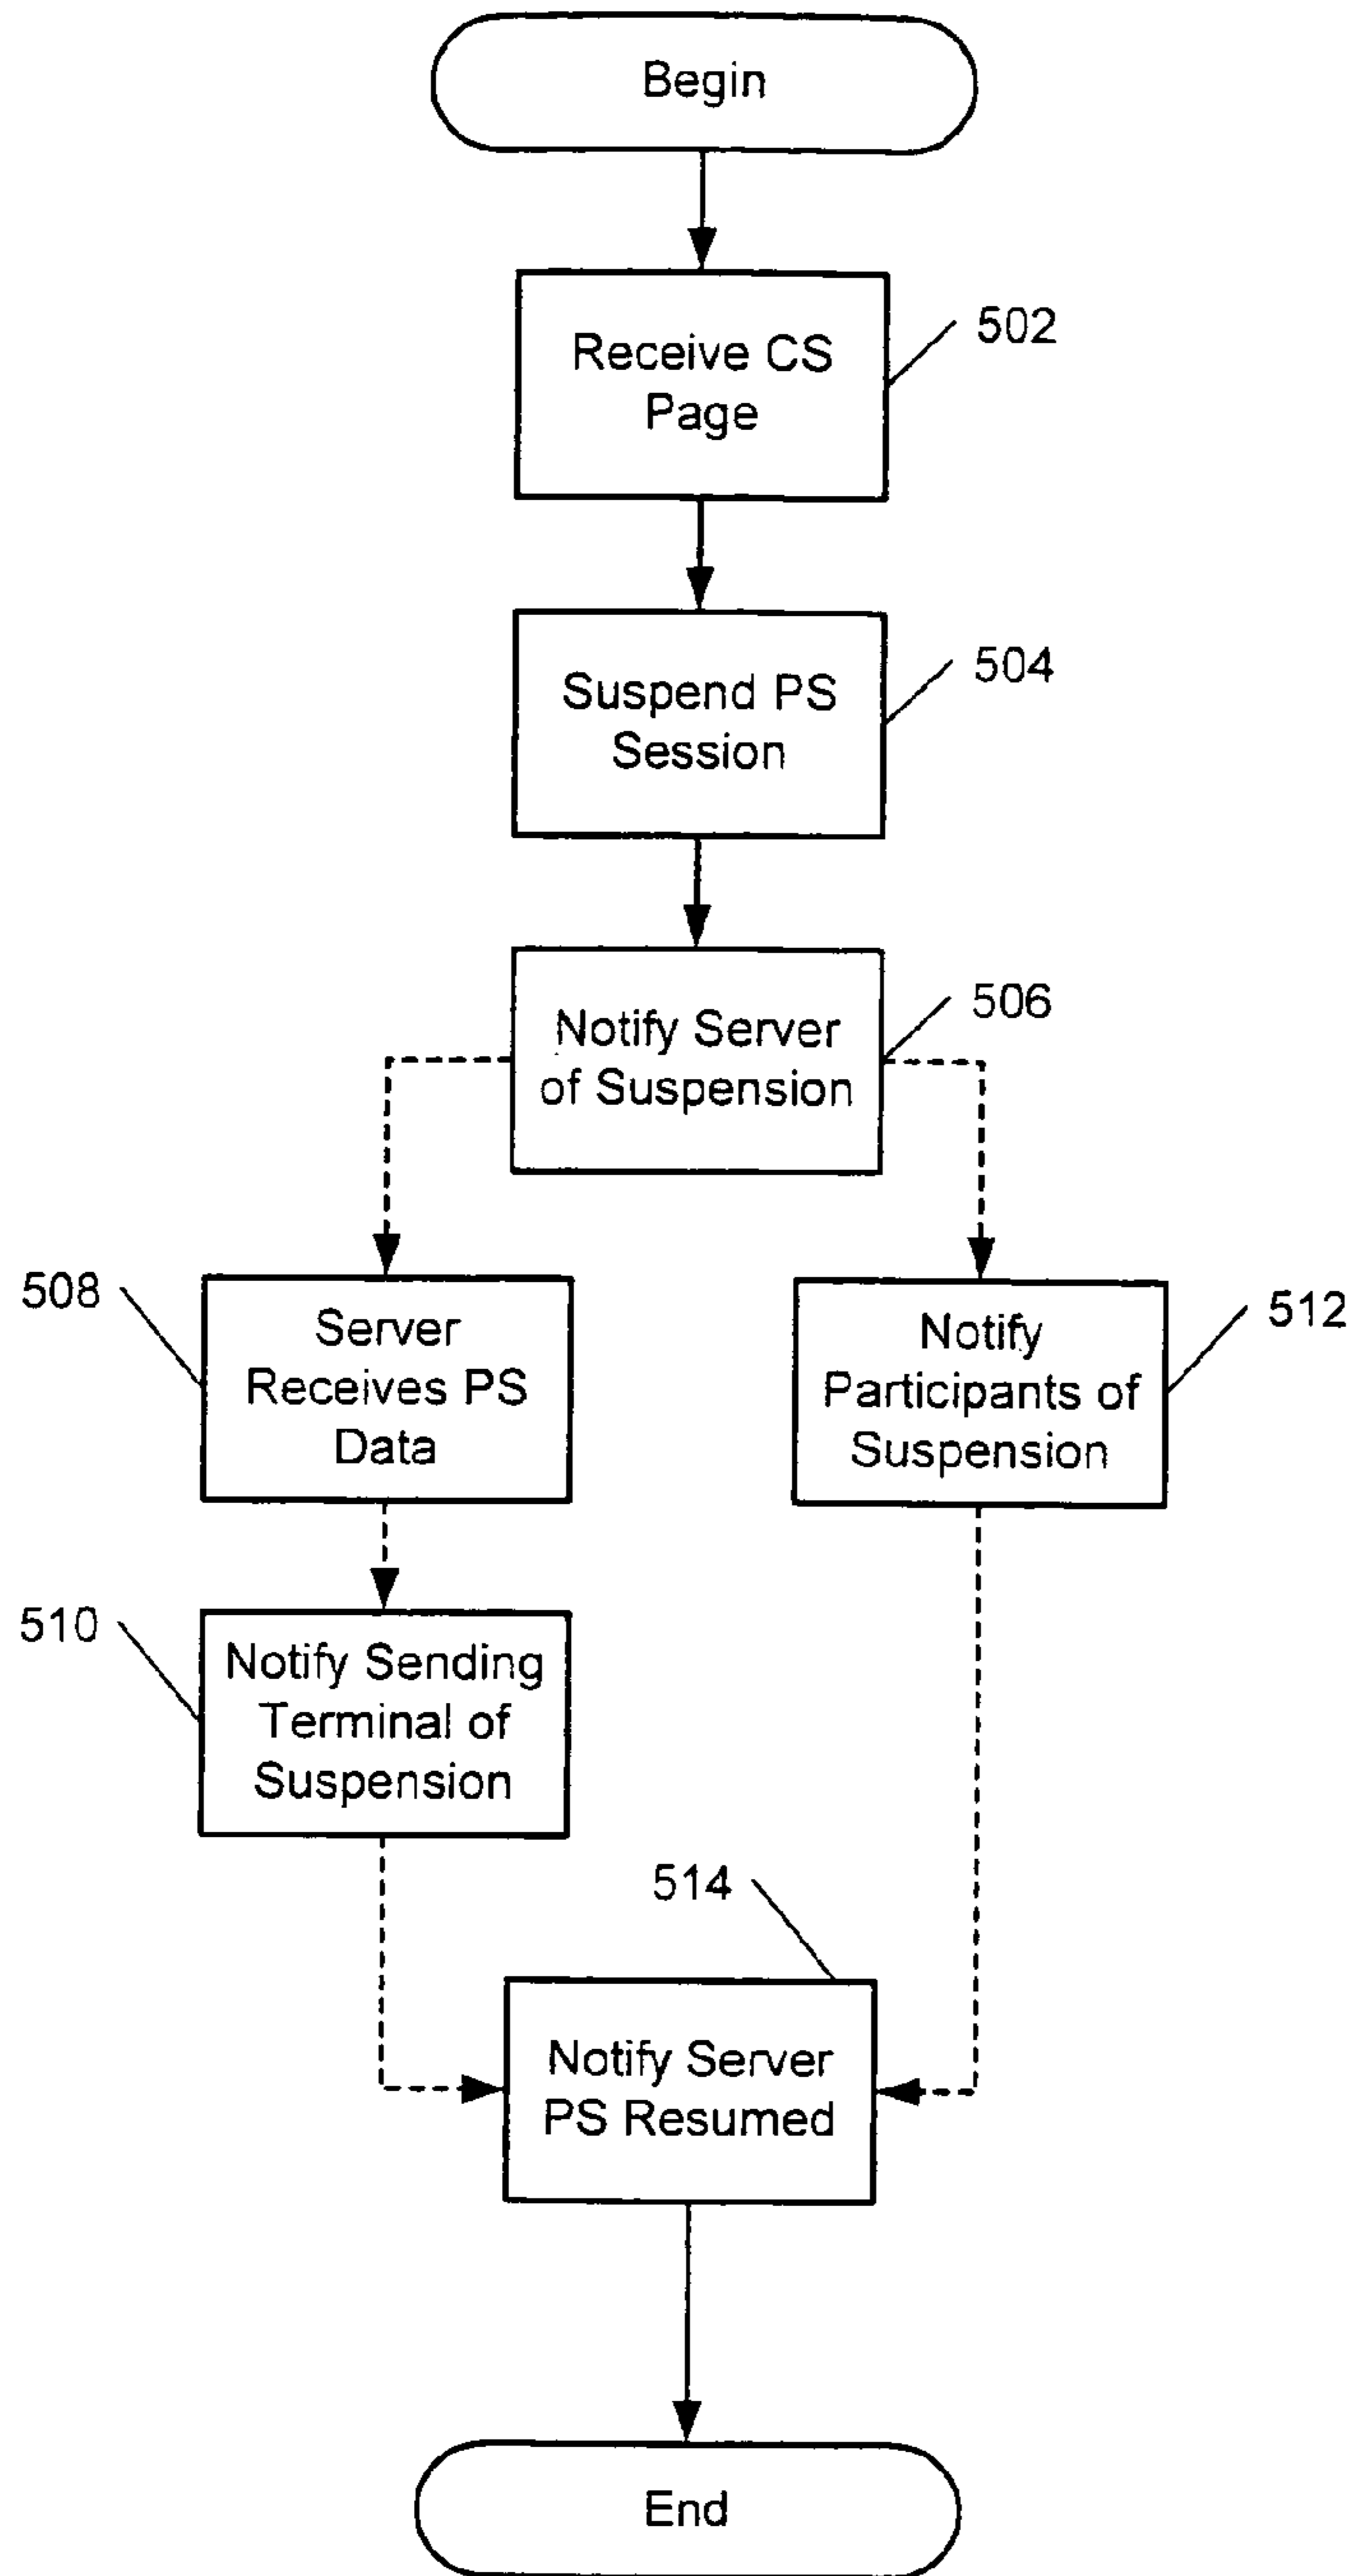 Begin
Receive CS
Page
502
Suspend PS
Session
504
Notify Server
of Suspension
506
508
Server
Receives PS
Data
Notify
Participants of
Suspension
512
510
Notify Sending
Terminal of
Suspension
514
Notify Server
PS Resumed
End